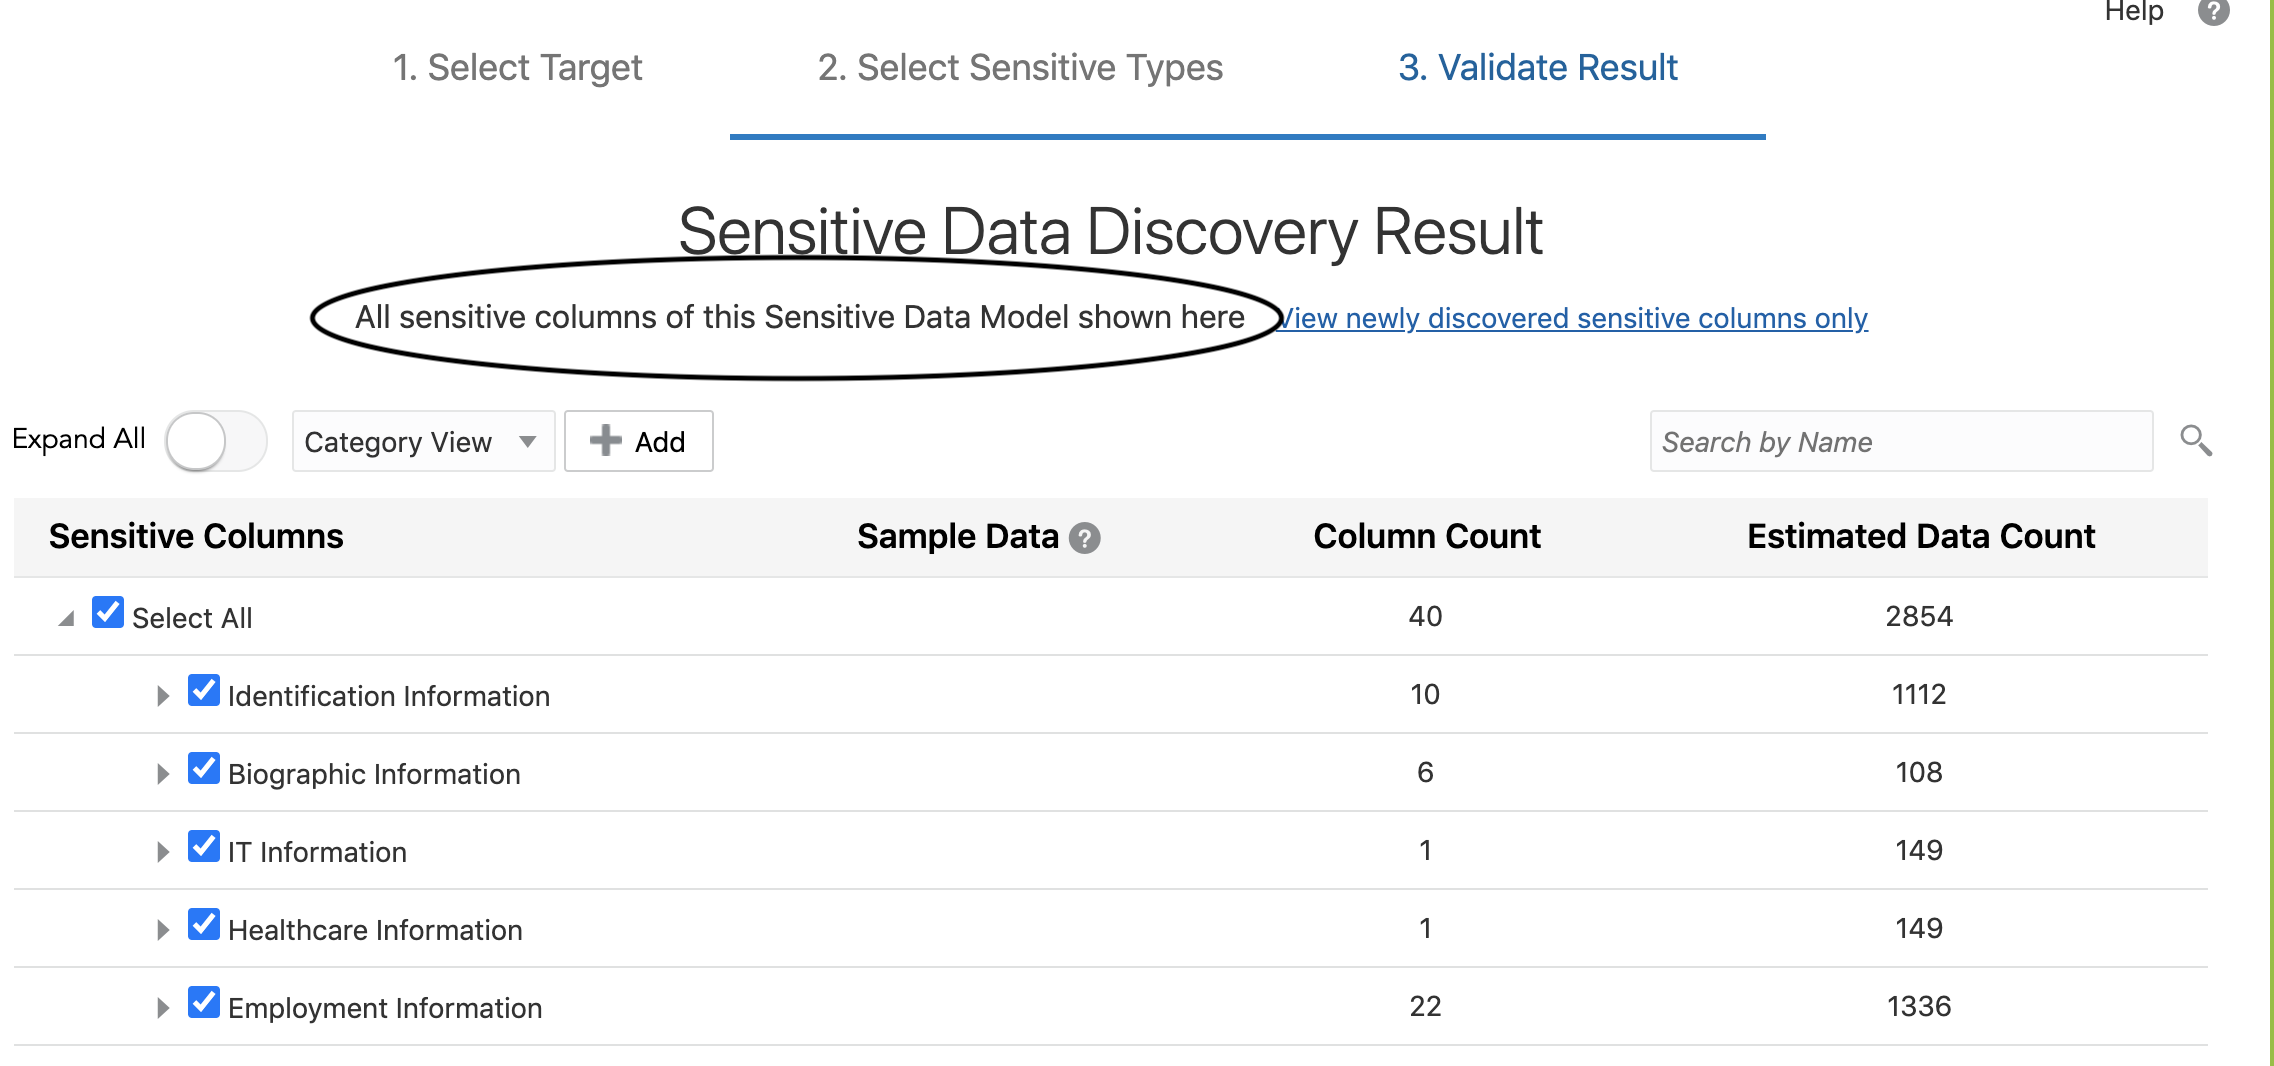 Help ?
1. Select Target 2. Select Sensitive Types 3. Validate Result
Sensitive Data Discovery Result
All sensitive columns of this Sensitive Data Model shown here View newly discovered sensitive columns only
Expand All Category View Add Search by Name
Sensitive Columns Sample Data ? Column Count Estimated Data Count
Select All 40 2854
Identification Information 10 1112
Biographic Information 6 108
IT Information 1 149
Healthcare Information 1 149
Employment Information 22 1336